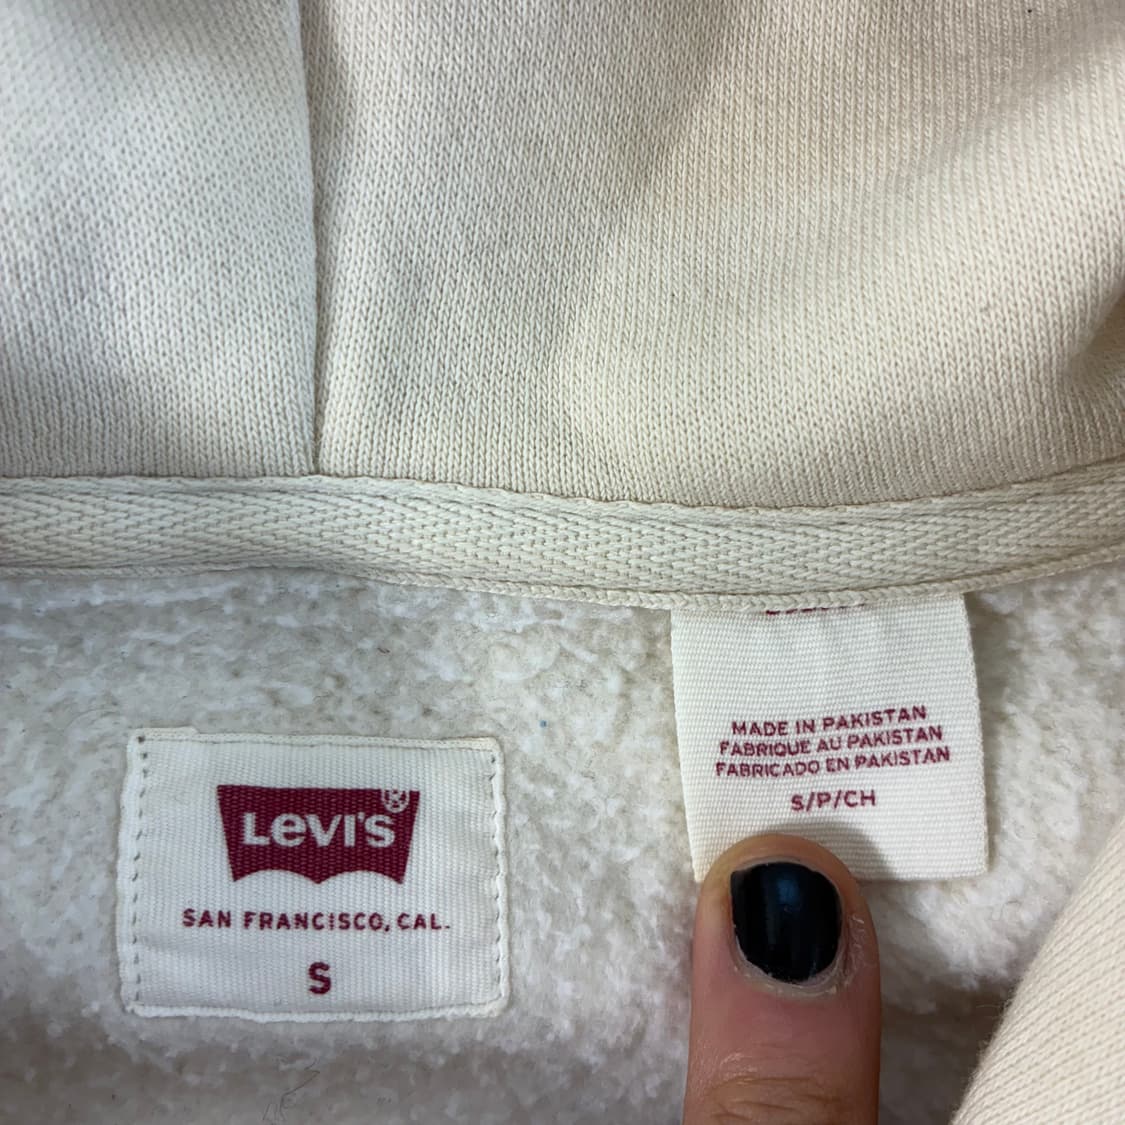 LEVI'S®
SAN FRANCISCO, CAL.
S
MADE IN PAKISTAN
FABRIQUE AU PAKISTAN
FABRICADO EN PAKISTAN
S/P/CH